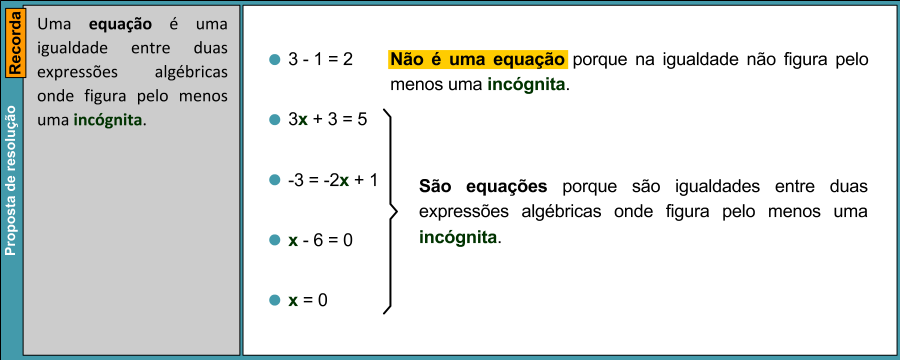 Recorda
Proposta de resolução
Uma equação é uma
igualdade entre duas
expressões algébricas
onde figura pelo menos
uma incógnita.
3 - 1 = 2
Não é uma equação porque na igualdade não figura pelo
menos uma incógnita.
3x + 3 = 5
-3 = -2x + 1
x - 6 = 0
x = 0
São equações porque são igualdades entre duas
expressões algébricas onde figura pelo menos uma
incógnita.